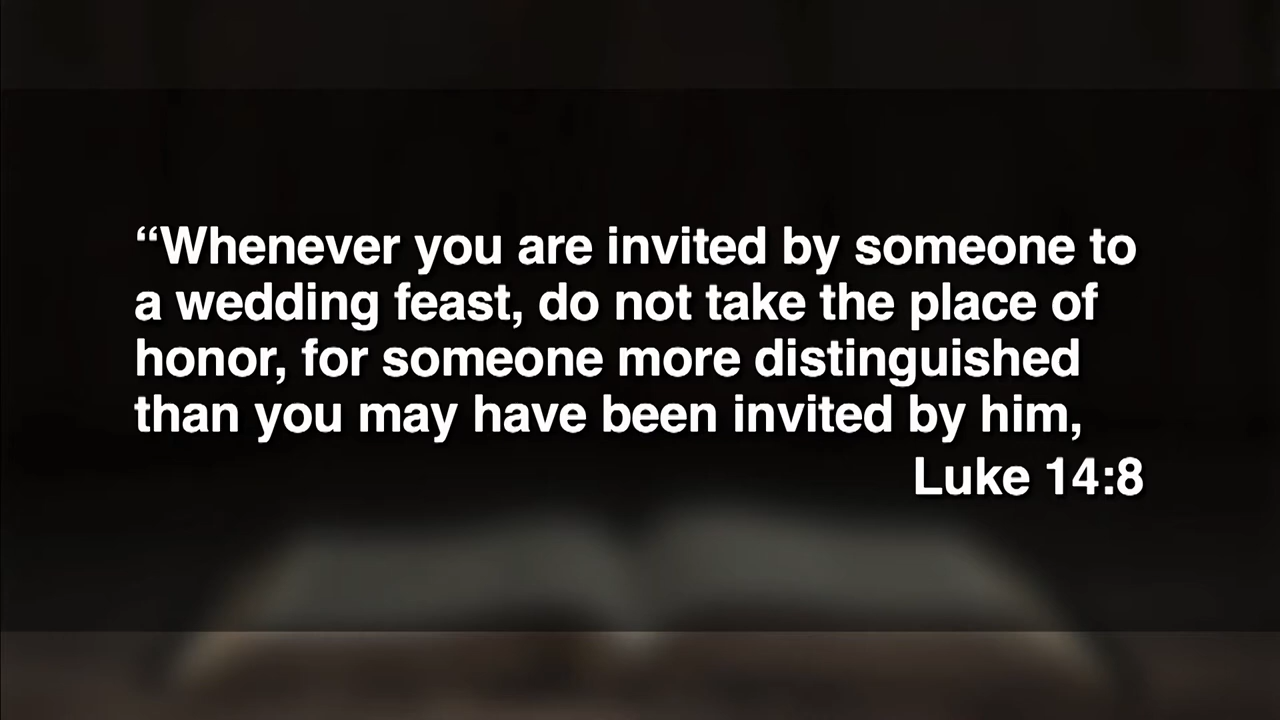 “Whenever you are invited by someone to
a wedding feast, do not take the place of
honor, for someone more distinguished
than you may have been invited by him,
Luke 14:8